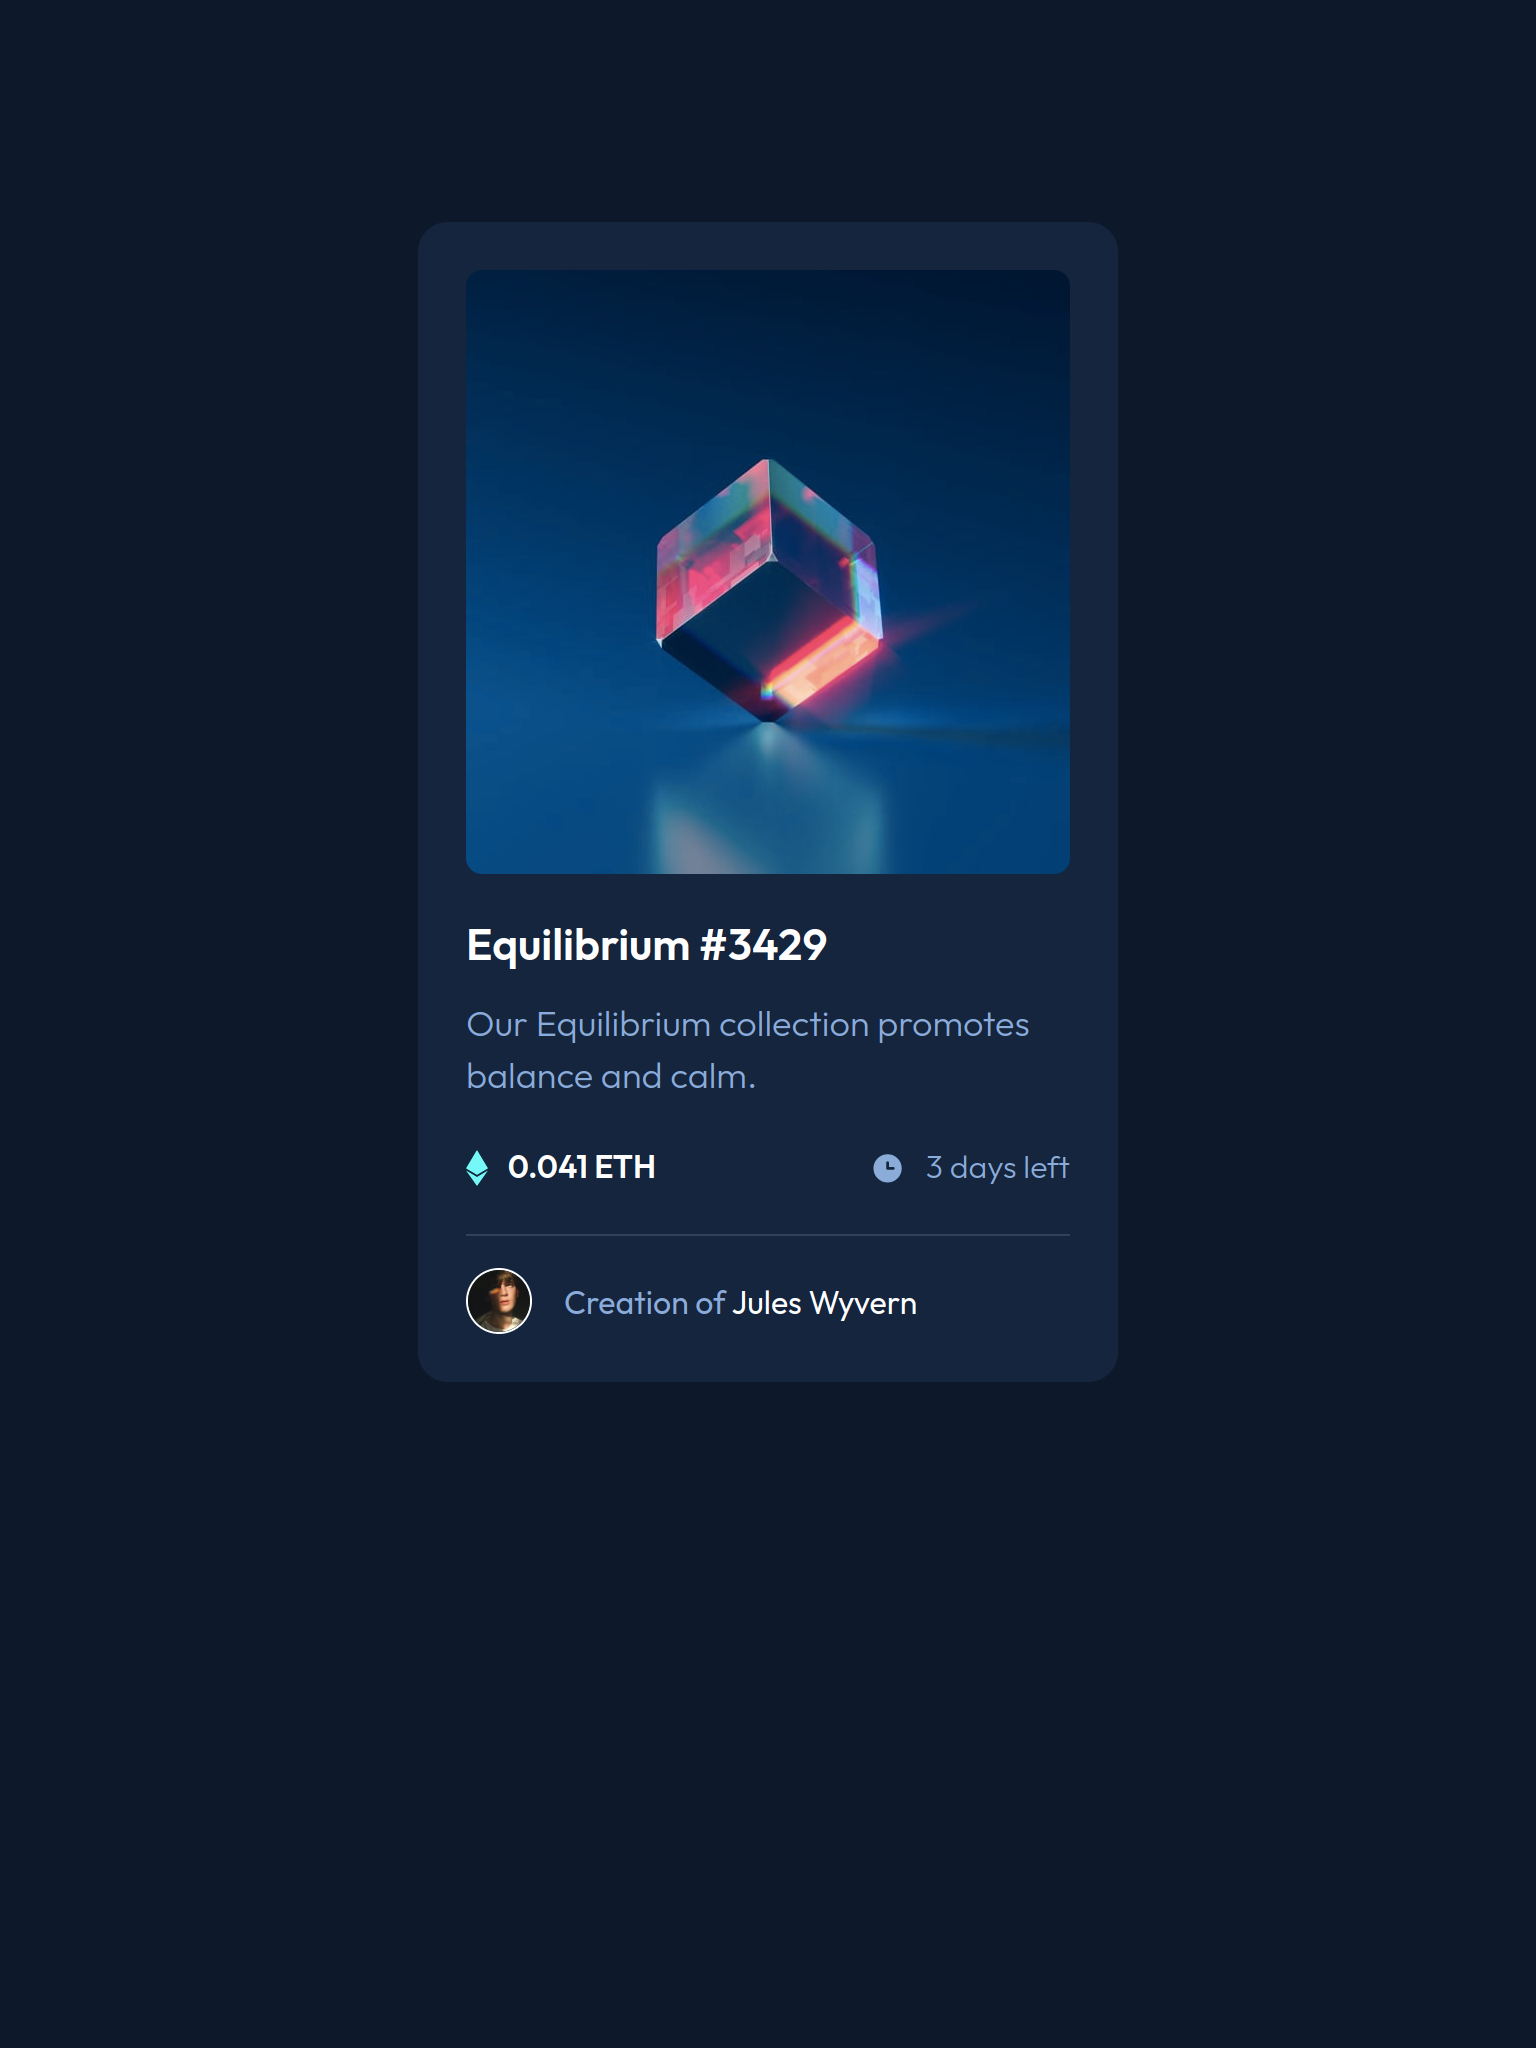 Equilibrium #3429
Our Equilibrium collection promotes
balance and calm.
0.041 ETH
3 days left
Creation of Jules Wyvern